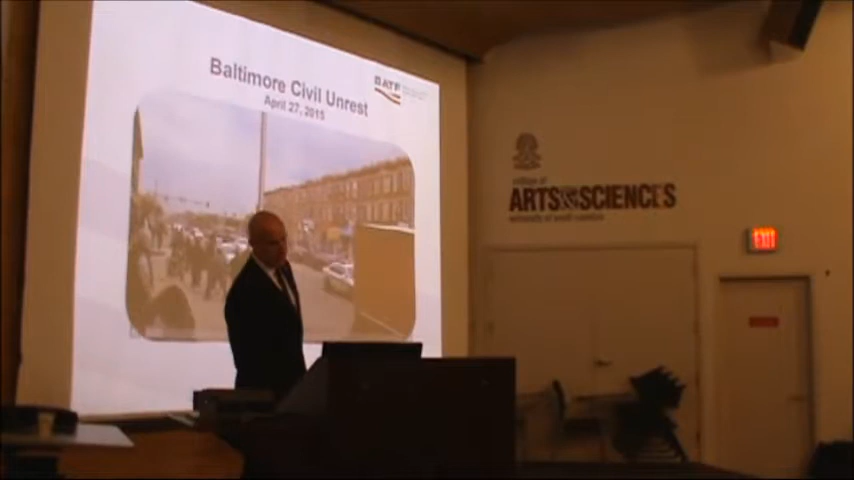 Baltimore Civil Unrest
April 27, 2015
BATF
college of
ARTS & SCIENCES
EXIT